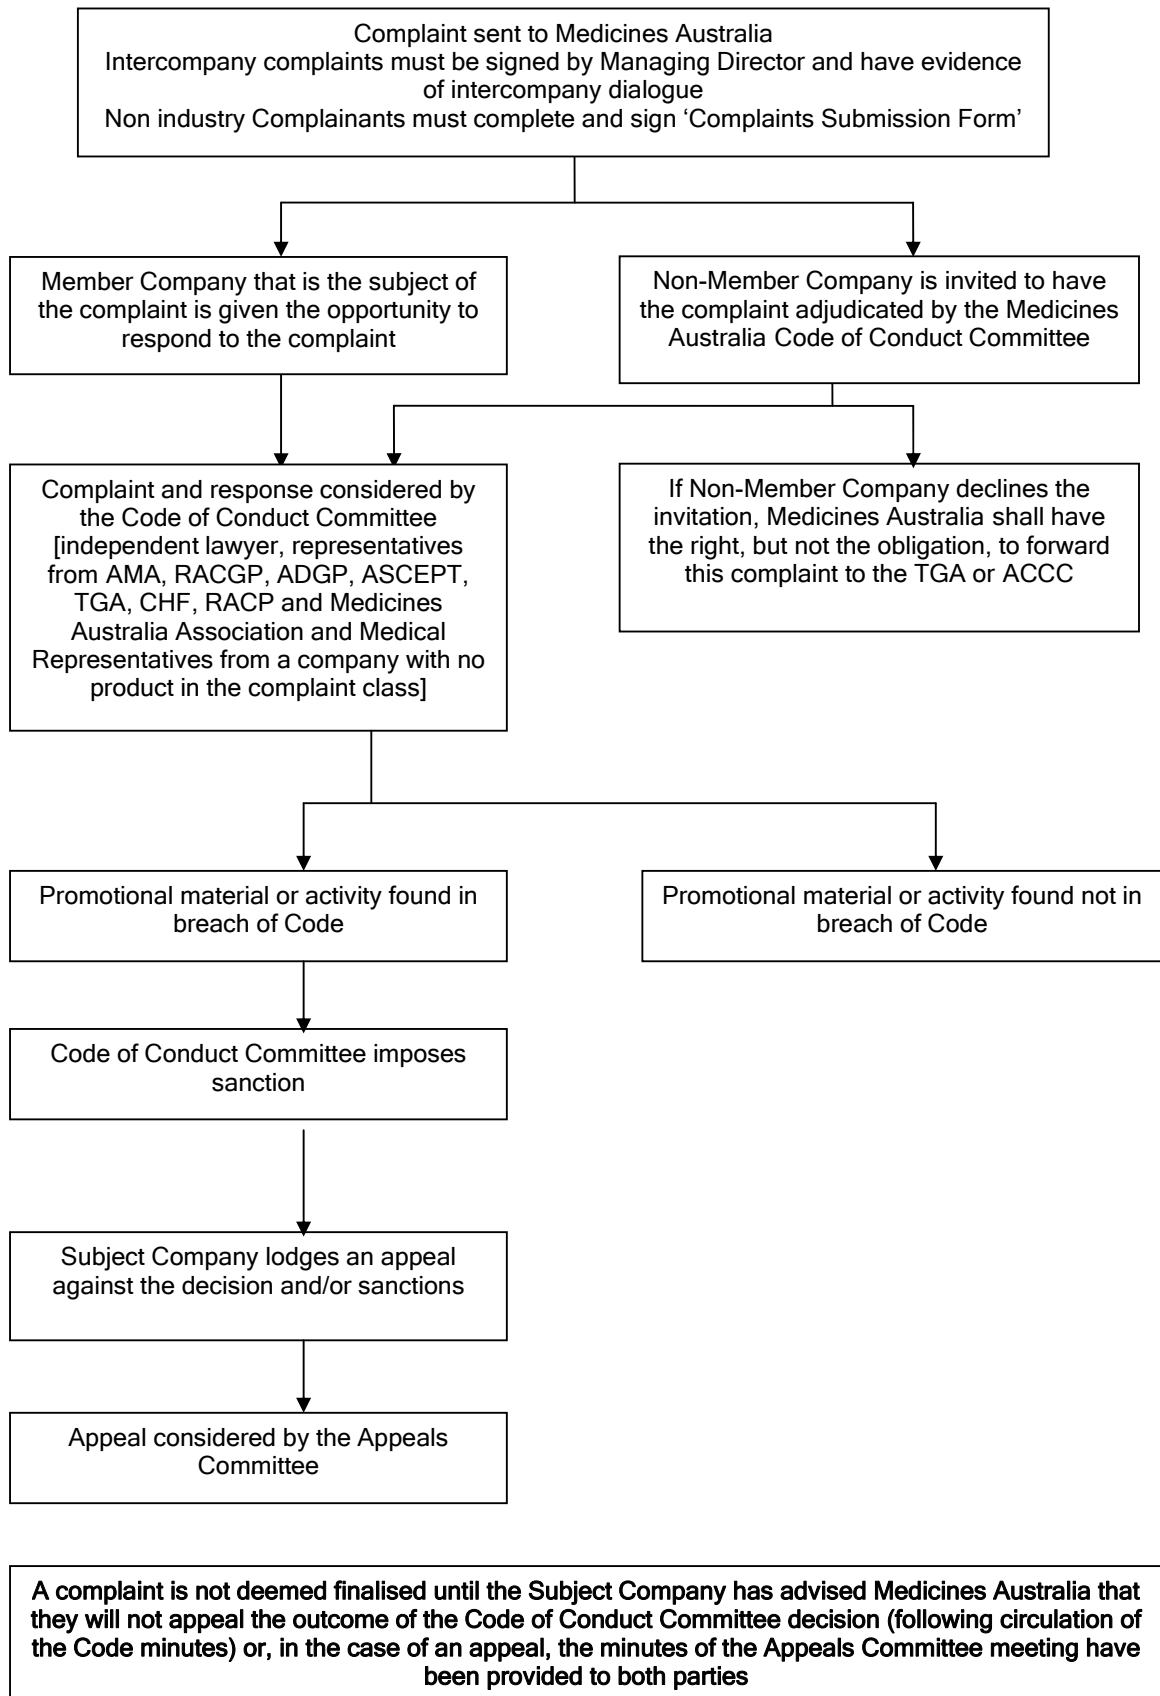 Complaint sent to Medicines Australia
Intercompany complaints must be signed by Managing Director and have evidence
of intercompany dialogue
Non industry Complainants must complete and sign ‘Complaints Submission Form’
Member Company that is the subject of
the complaint is given the opportunity to
respond to the complaint
Non-Member Company is invited to have
the complaint adjudicated by the Medicines
Australia Code of Conduct Committee
Complaint and response considered by
the Code of Conduct Committee
[independent lawyer, representatives
from AMA, RACGP, ADGP, ASCEPT,
TGA, CHF, RACP and Medicines
Australia Association and Medical
Representatives from a company with no
product in the complaint class]
If Non-Member Company declines the
invitation, Medicines Australia shall have
the right, but not the obligation, to forward
this complaint to the TGA or ACCC
Promotional material or activity found in
breach of Code
Promotional material or activity found not in
breach of Code
Code of Conduct Committee imposes
sanction
Subject Company lodges an appeal
against the decision and/or sanctions
Appeal considered by the Appeals
Committee
A complaint is not deemed finalised until the Subject Company has advised Medicines Australia that
they will not appeal the outcome of the Code of Conduct Committee decision (following circulation of
the Code minutes) or, in the case of an appeal, the minutes of the Appeals Committee meeting have
been provided to both parties